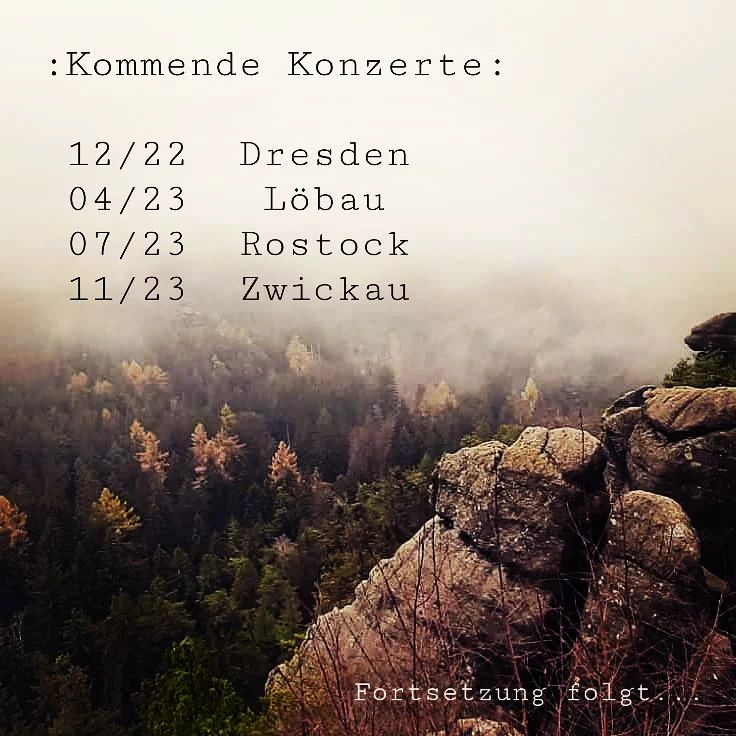 :Kommende Konzerte:
12/22 Dresden
04/23 Löbau
07/23 Rostock
11/23 Zwickau
Fortsetzung folgt...